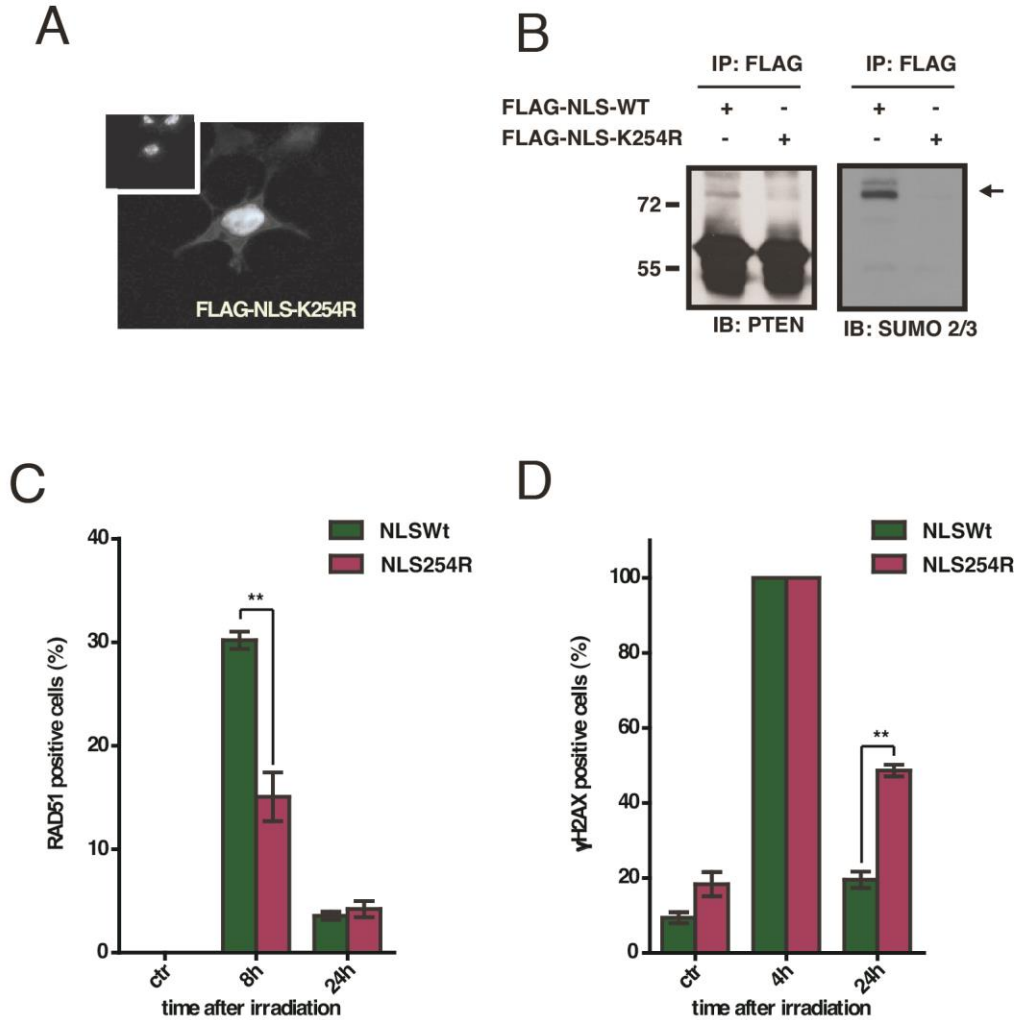 A
FLAG-NLS-K254R
B
IP: FLAG IP: FLAG
FLAG-NLS-WT + - + -
FLAG-NLS-K254R - + - +
72
55
IB: PTEN IB: SUMO 2/3
C
NLSWt
NLS254R
40
30
20
10
0
**
RAD51 positive cells (%)
ctr 8h 24h
time after irradiation
D
NLSWt
NLS254R
100
80
60
40
20
0
**
γH2AX positive cells (%)
ctr 4h 24h
time after irradiation